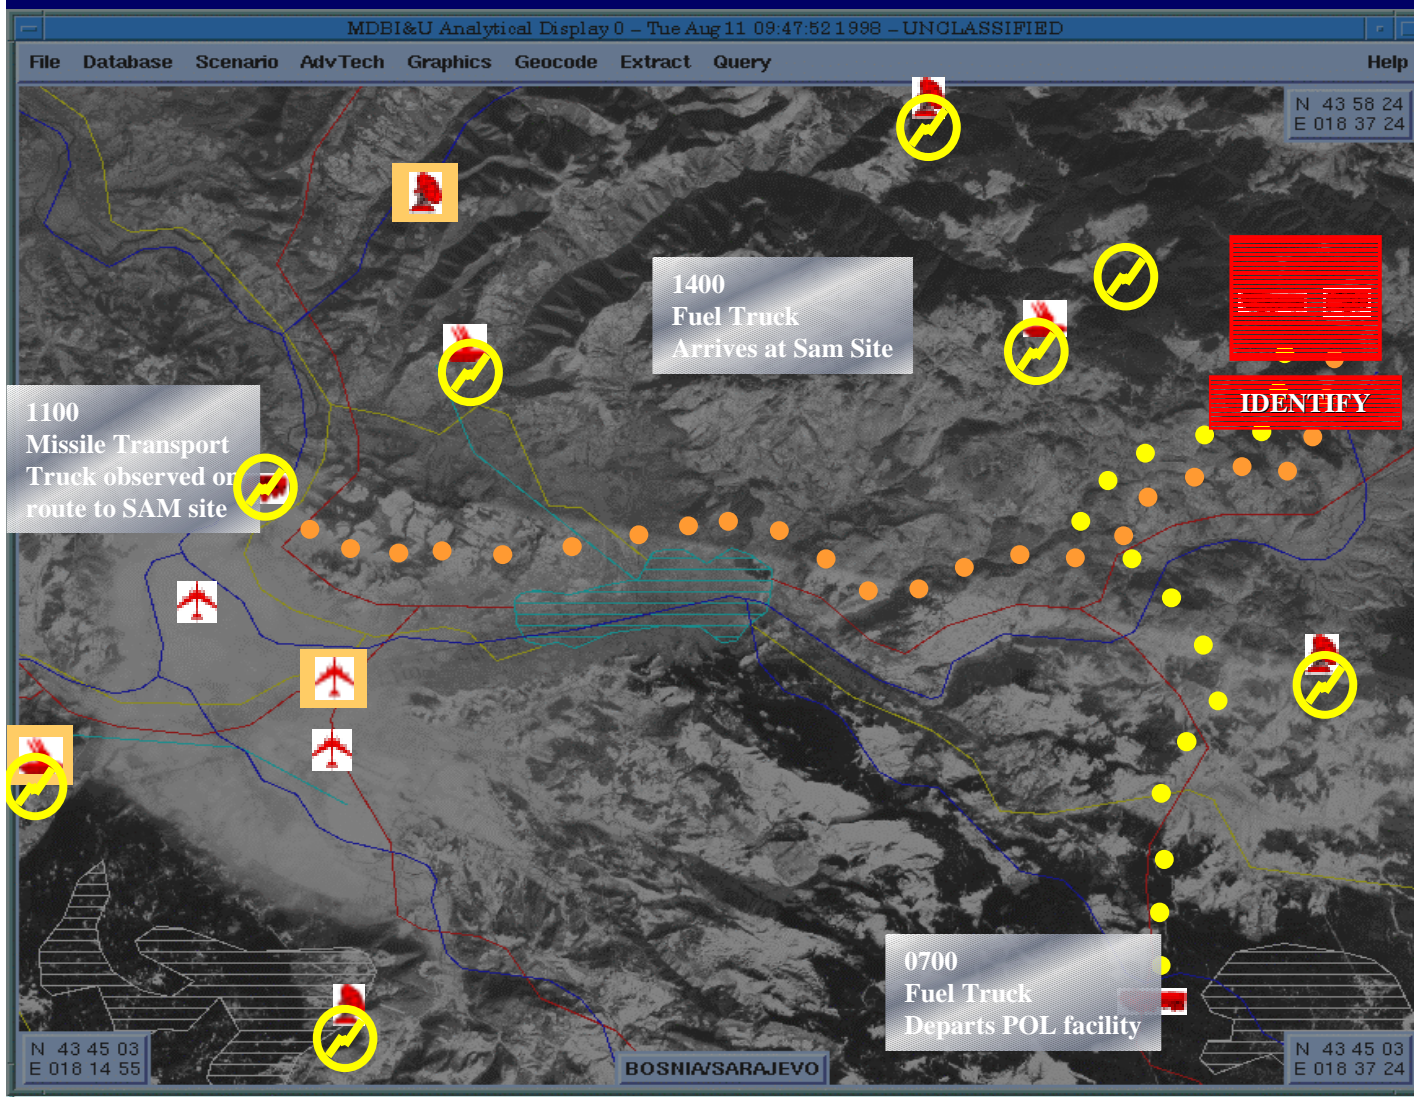 MDBI&U Analytical Display 0 – Tue Aug 11 09:47:52 1998 – UNCLASSIFIED
File Database Scenario AdvTech Graphics Geocode Extract Query Help
N 43 58 24
E 018 37 24
1400
Fuel Truck
Arrives at Sam Site
IDENTIFY
1100
Missile Transport
Truck observed on
route to SAM site
0700
Fuel Truck
Departs POL facility
N 43 45 03
E 018 14 55
BOSNIA/SARAJEVO
N 43 45 03
E 018 37 24